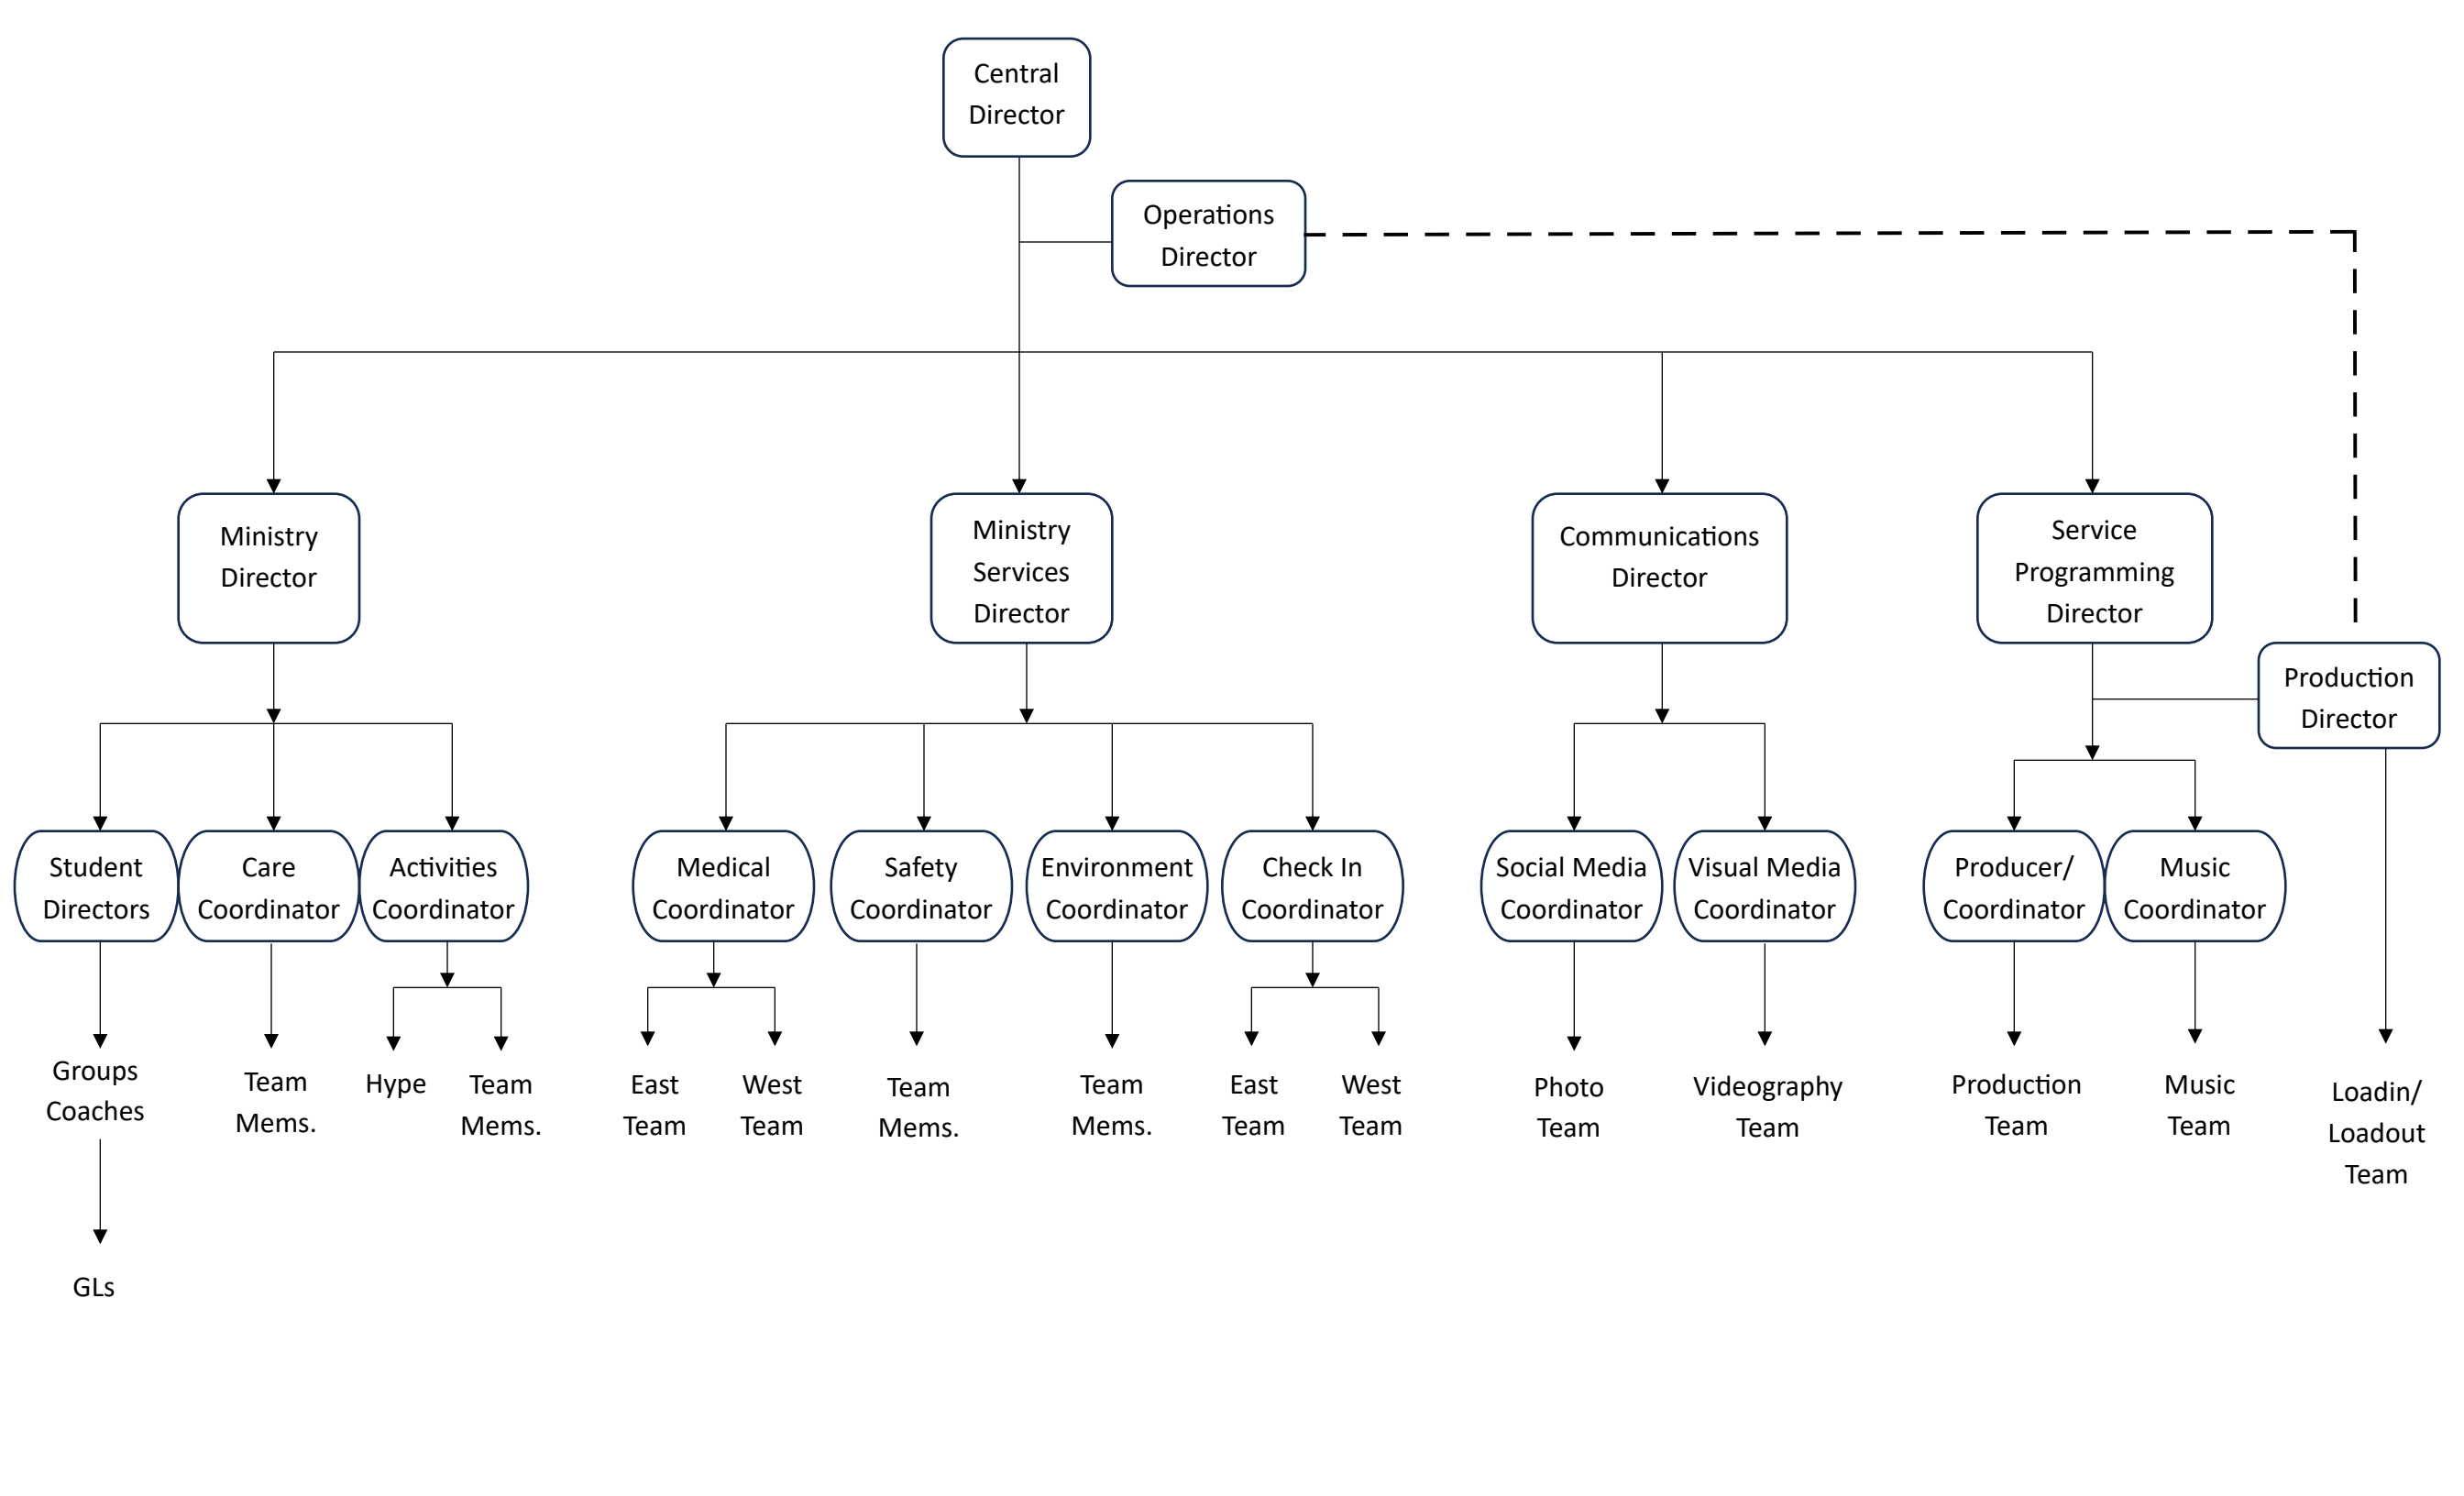 Central
Director
Operations
Director
Ministry
Director
Ministry
Services
Director
Communications
Director
Service
Programming
Director
Production
Director
Student
Directors
Care
Coordinator
Activities
Coordinator
Medical
Coordinator
Safety
Coordinator
Environment
Coordinator
Check In
Coordinator
Social Media
Coordinator
Visual Media
Coordinator
Producer/
Coordinator
Music
Coordinator
Groups
Coaches
Team
Mems.
Hype
Team
Mems.
East
Team
West
Team
Team
Mems.
Team
Mems.
East
Team
West
Team
Photo
Team
Videography
Team
Production
Team
Music
Team
Loadin/
Loadout
Team
GLs